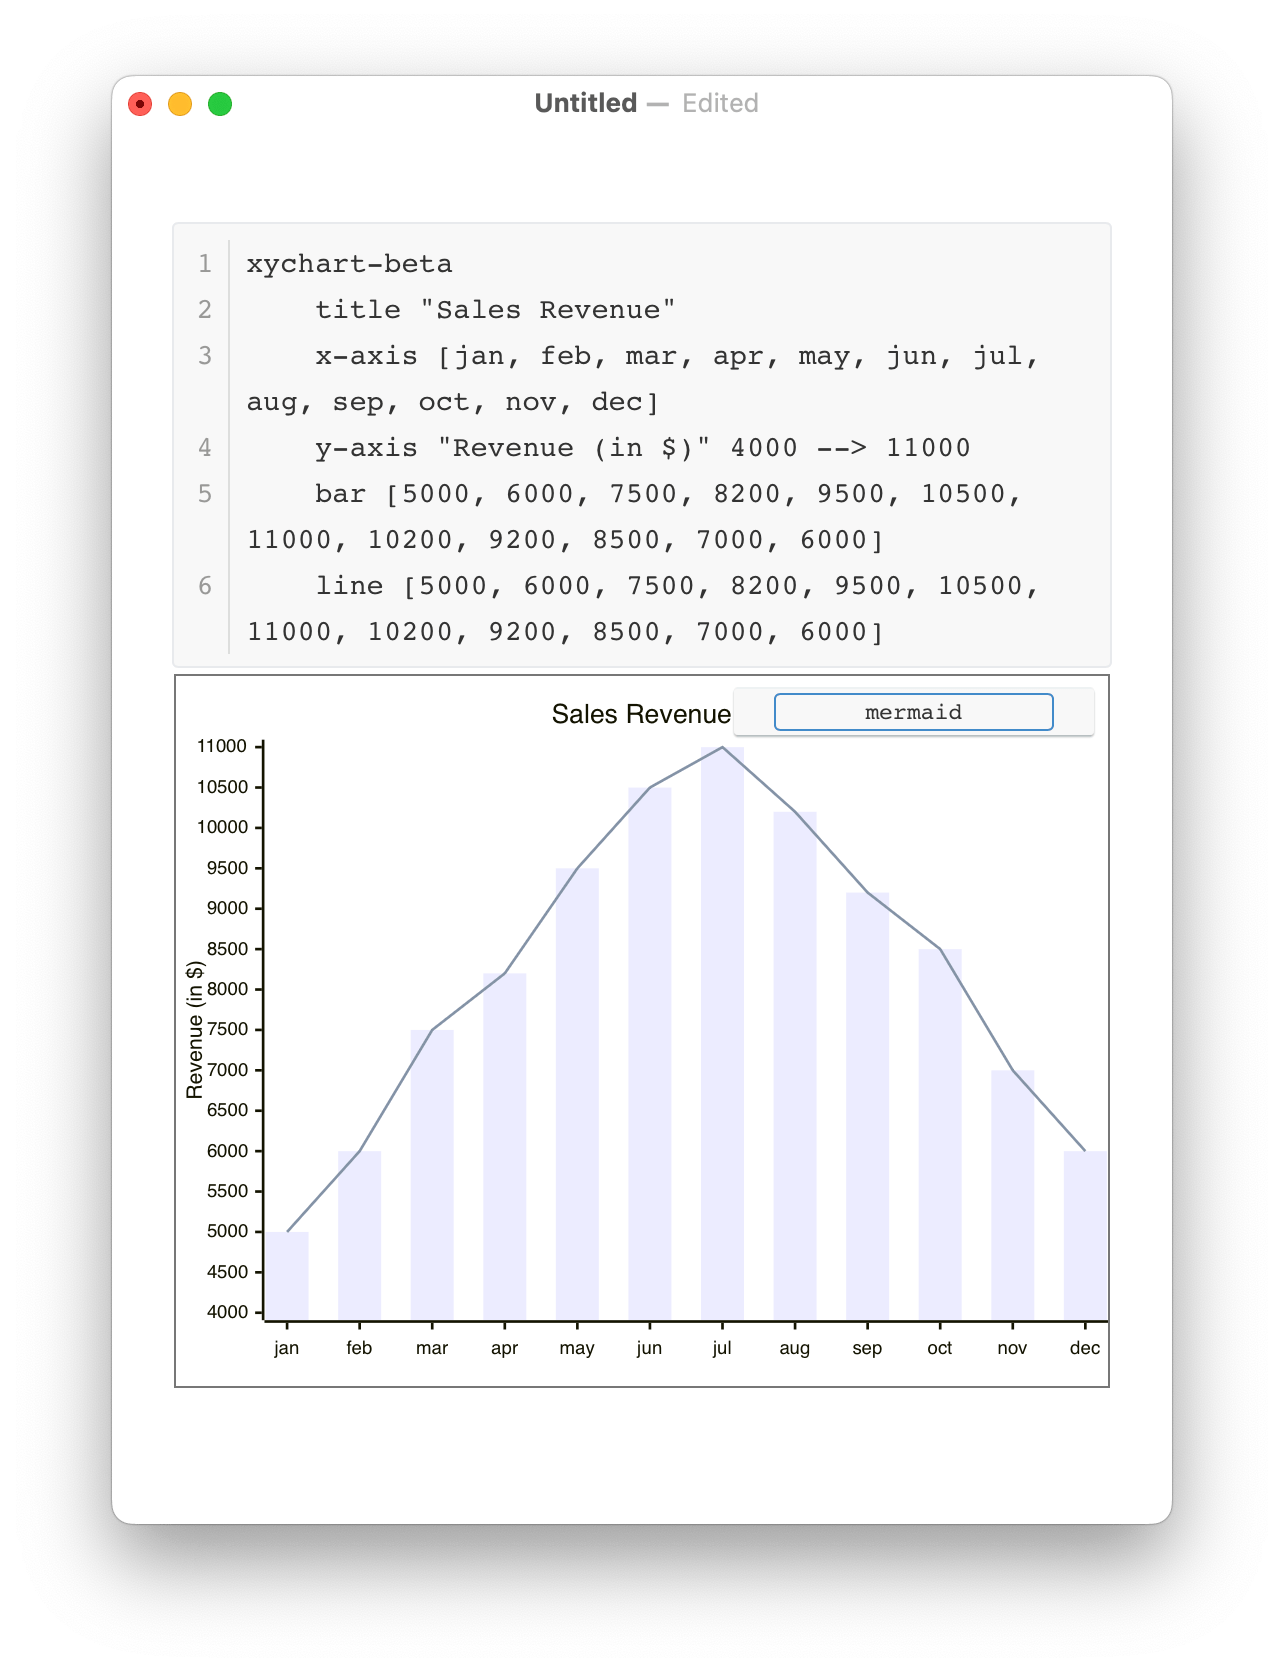 Untitled — Edited
1 xychart-beta
2 title "Sales Revenue"
3 x-axis [jan, feb, mar, apr, may, jun, jul,
aug, sep, oct, nov, dec]
4 y-axis "Revenue (in $)" 4000 --> 11000
5 bar [5000, 6000, 7500, 8200, 9500, 10500,
11000, 10200, 9200, 8500, 7000, 6000]
6 line [5000, 6000, 7500, 8200, 9500, 10500,
11000, 10200, 9200, 8500, 7000, 6000]
Sales Revenue
mermaid
Revenue (in $)
11000
10500
10000
9500
9000
8500
8000
7500
7000
6500
6000
5500
5000
4500
4000
jan feb mar apr may jun jul aug sep oct nov dec